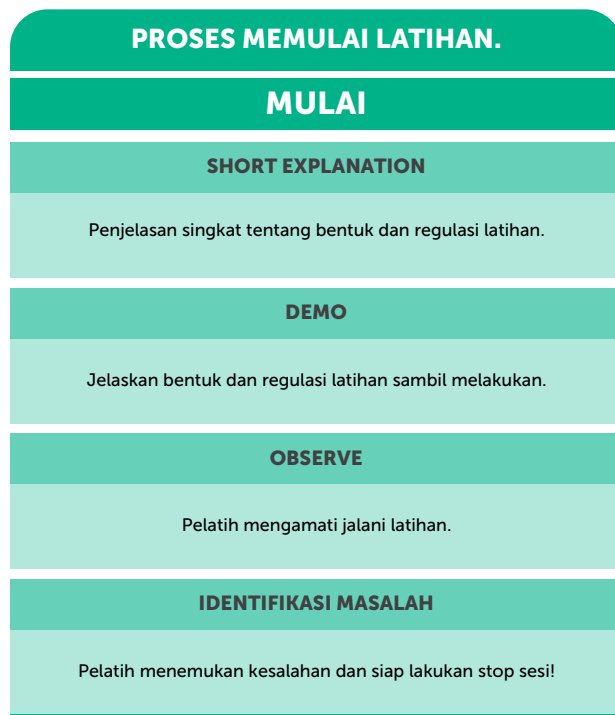 PROSES MEMULAI LATIHAN.
MULAI
SHORT EXPLANATION
Penjelasan singkat tentang bentuk dan regulasi latihan.
DEMO
Jelaskan bentuk dan regulasi latihan sambil melakukan.
OBSERVE
Pelatih mengamati jalani latihan.
IDENTIFIKASI MASALAH
Pelatih menemukan kesalahan dan siap lakukan stop sesi!